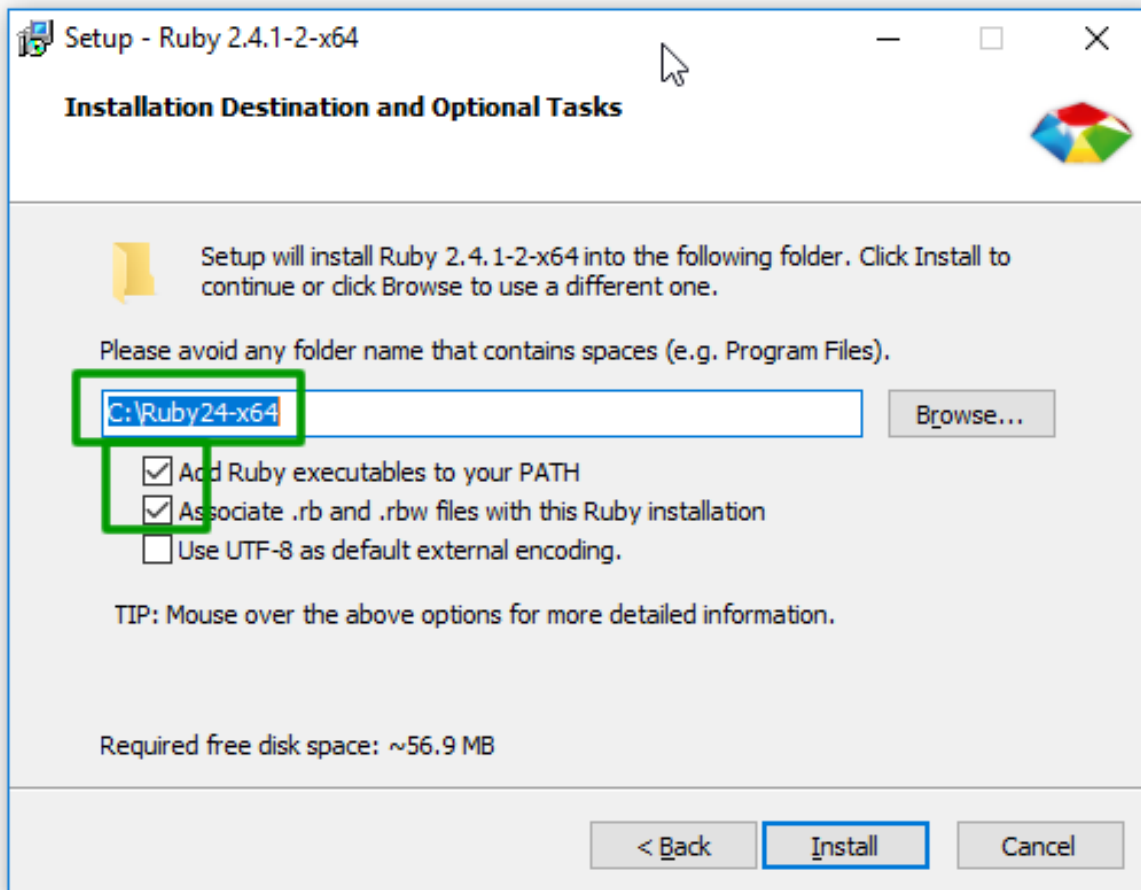 Setup - Ruby 2.4.1-2-x64
Installation Destination and Optional Tasks
Setup will install Ruby 2.4.1-2-x64 into the following folder. Click Install to
continue or click Browse to use a different one.
Please avoid any folder name that contains spaces (e.g. Program Files).
C:\Ruby24-x64
Browse...
Add Ruby executables to your PATH
Associate .rb and .rbw files with this Ruby installation
Use UTF-8 as default external encoding.
TIP: Mouse over the above options for more detailed information.
Required free disk space: ~56.9 MB
< Back
Install
Cancel